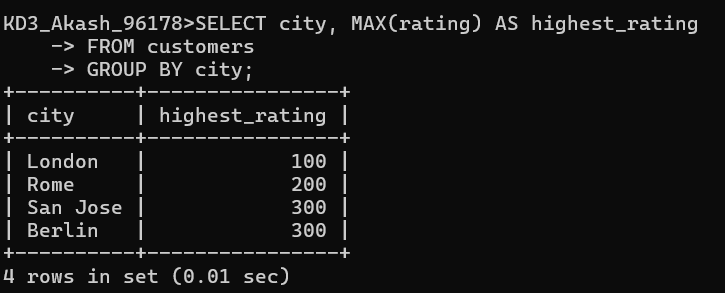 KD3_Akash_96178>SELECT city, MAX(rating) AS highest_rating
    -> FROM customers
    -> GROUP BY city;
+----------+----------------+
| city     | highest_rating |
+----------+----------------+
| London   |            100 |
| Rome     |            200 |
| San Jose |            300 |
| Berlin   |            300 |
+----------+----------------+
4 rows in set (0.01 sec)